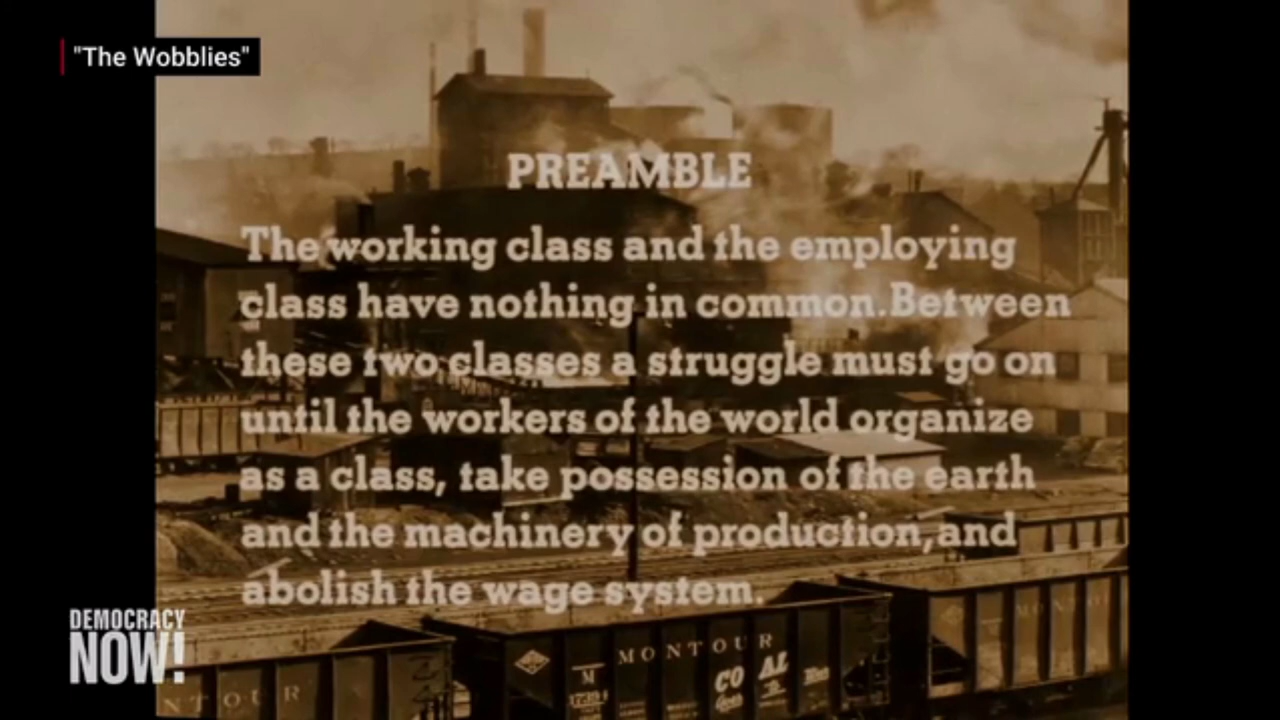 "The Wobblies"
PREAMBLE
The working class and the employing
class have nothing in common.Between
these two classes a struggle must go on
until the workers of the world organize
as a class, take possession of the earth
and the machinery of production,and
abolish the wage system.
DEMOCRACY
NOW!
MONTOUR
M
COAL